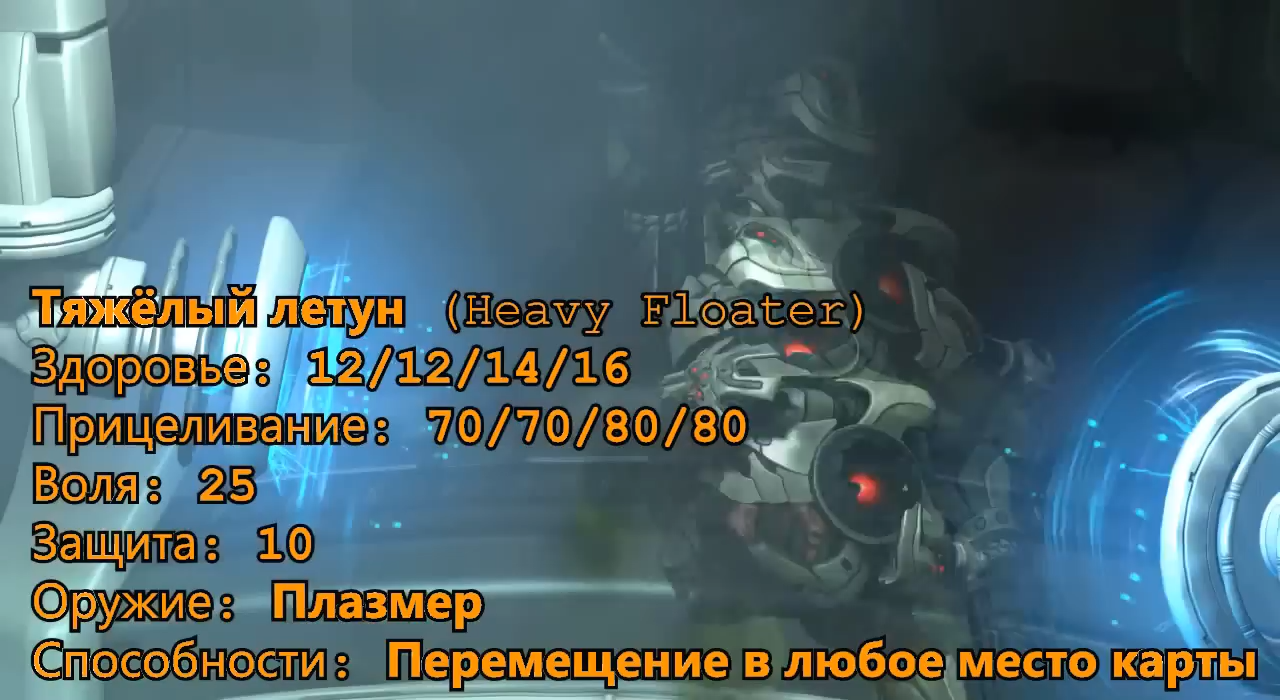 Тяжёлый летун (Heavy Floater)
Здоровье: 12/12/14/16
Прицеливание: 70/70/80/80
Воля: 25
Защита: 10
Оружие: Плазмер
Способности: Перемещение в любое место карты